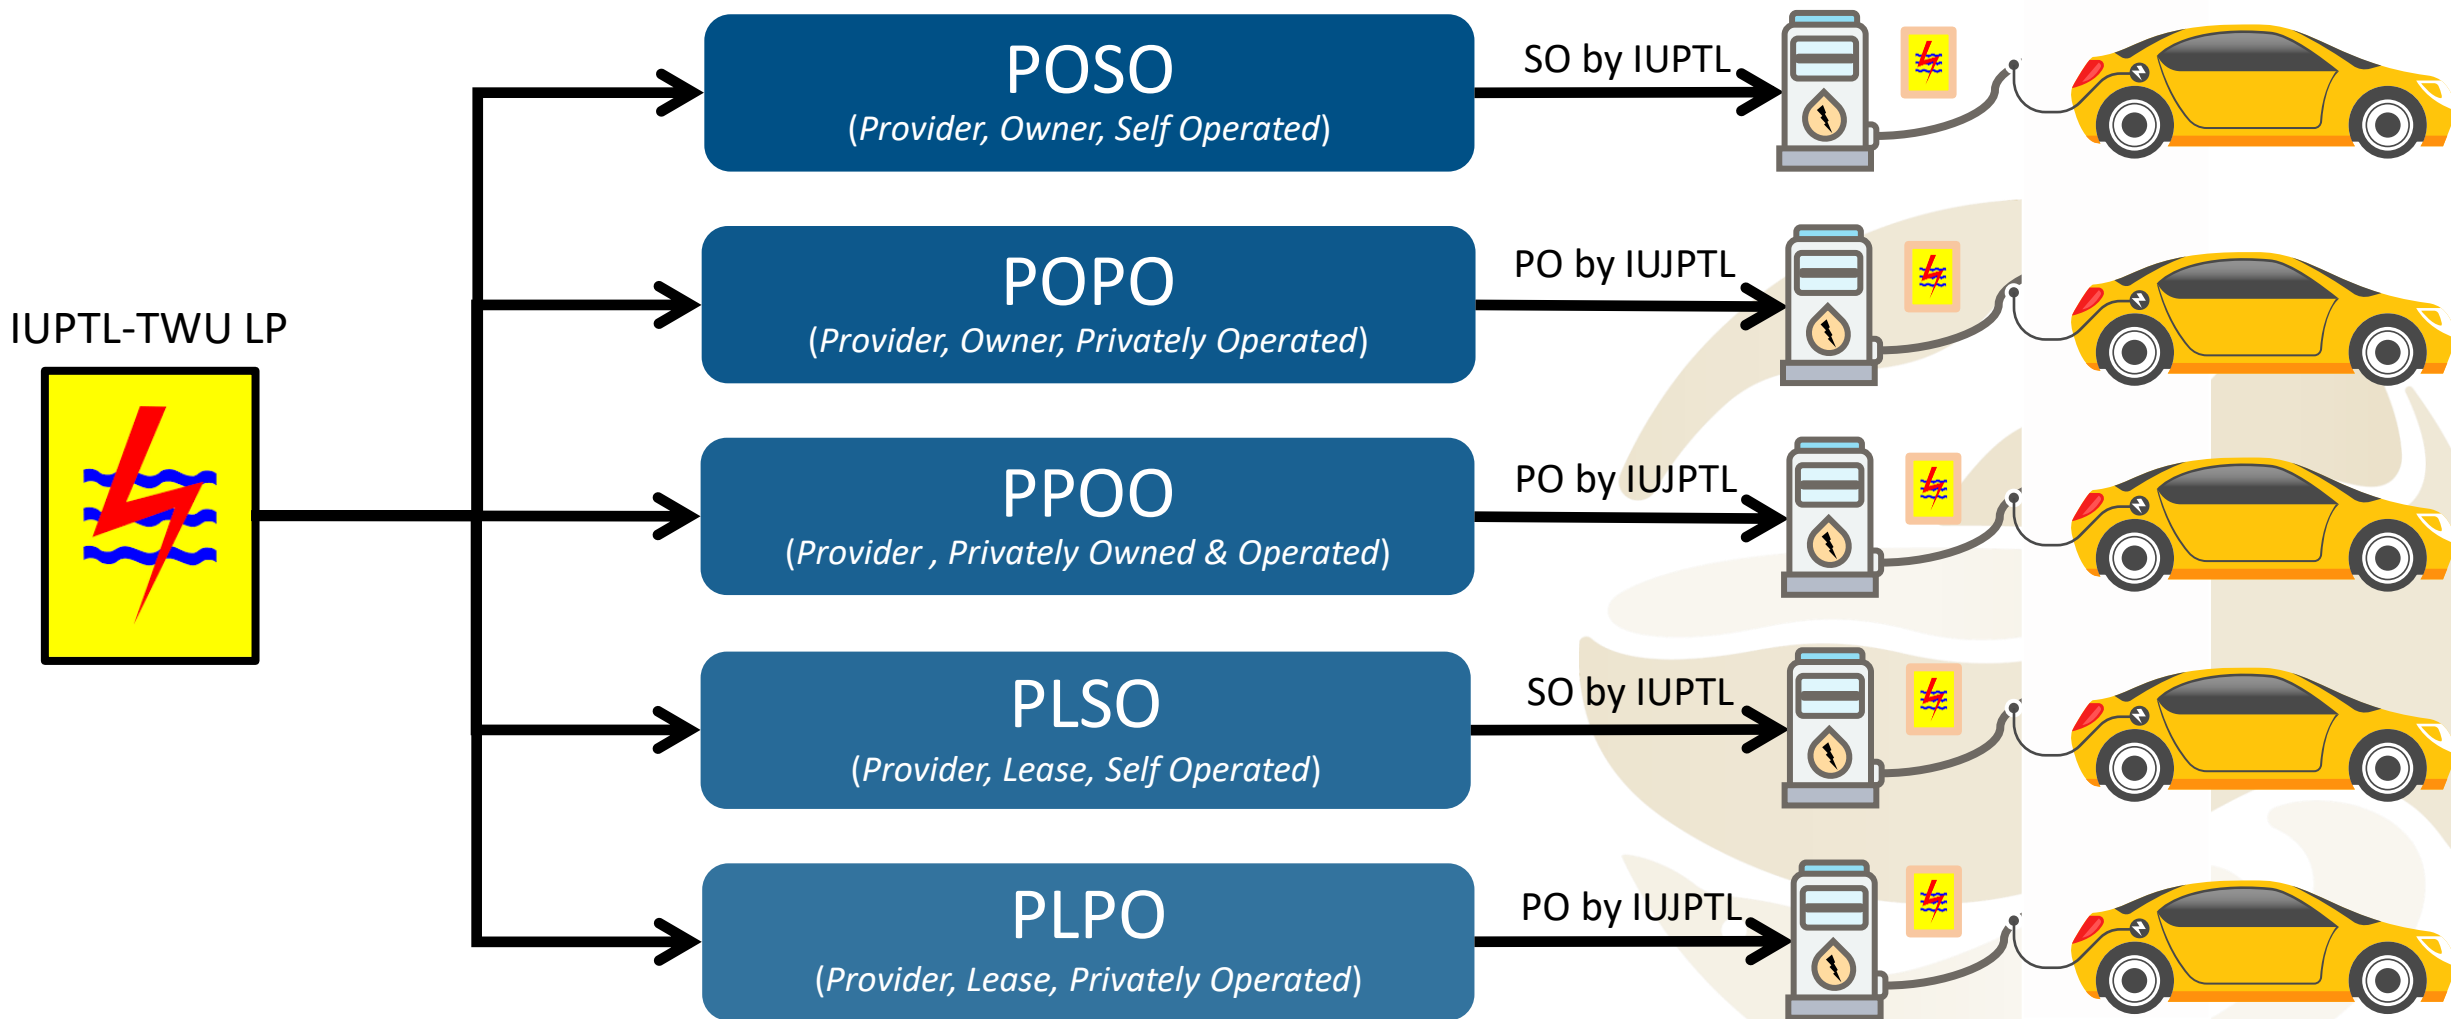 IUPTL-TWU LP
POSO
(Provider, Owner, Self Operated)
SO by IUPTL
POPO
(Provider, Owner, Privately Operated)
PO by IUJPTL
PPOO
(Provider , Privately Owned & Operated)
PO by IUJPTL
PLSO
(Provider, Lease, Self Operated)
SO by IUPTL
PLPO
(Provider, Lease, Privately Operated)
PO by IUJPTL